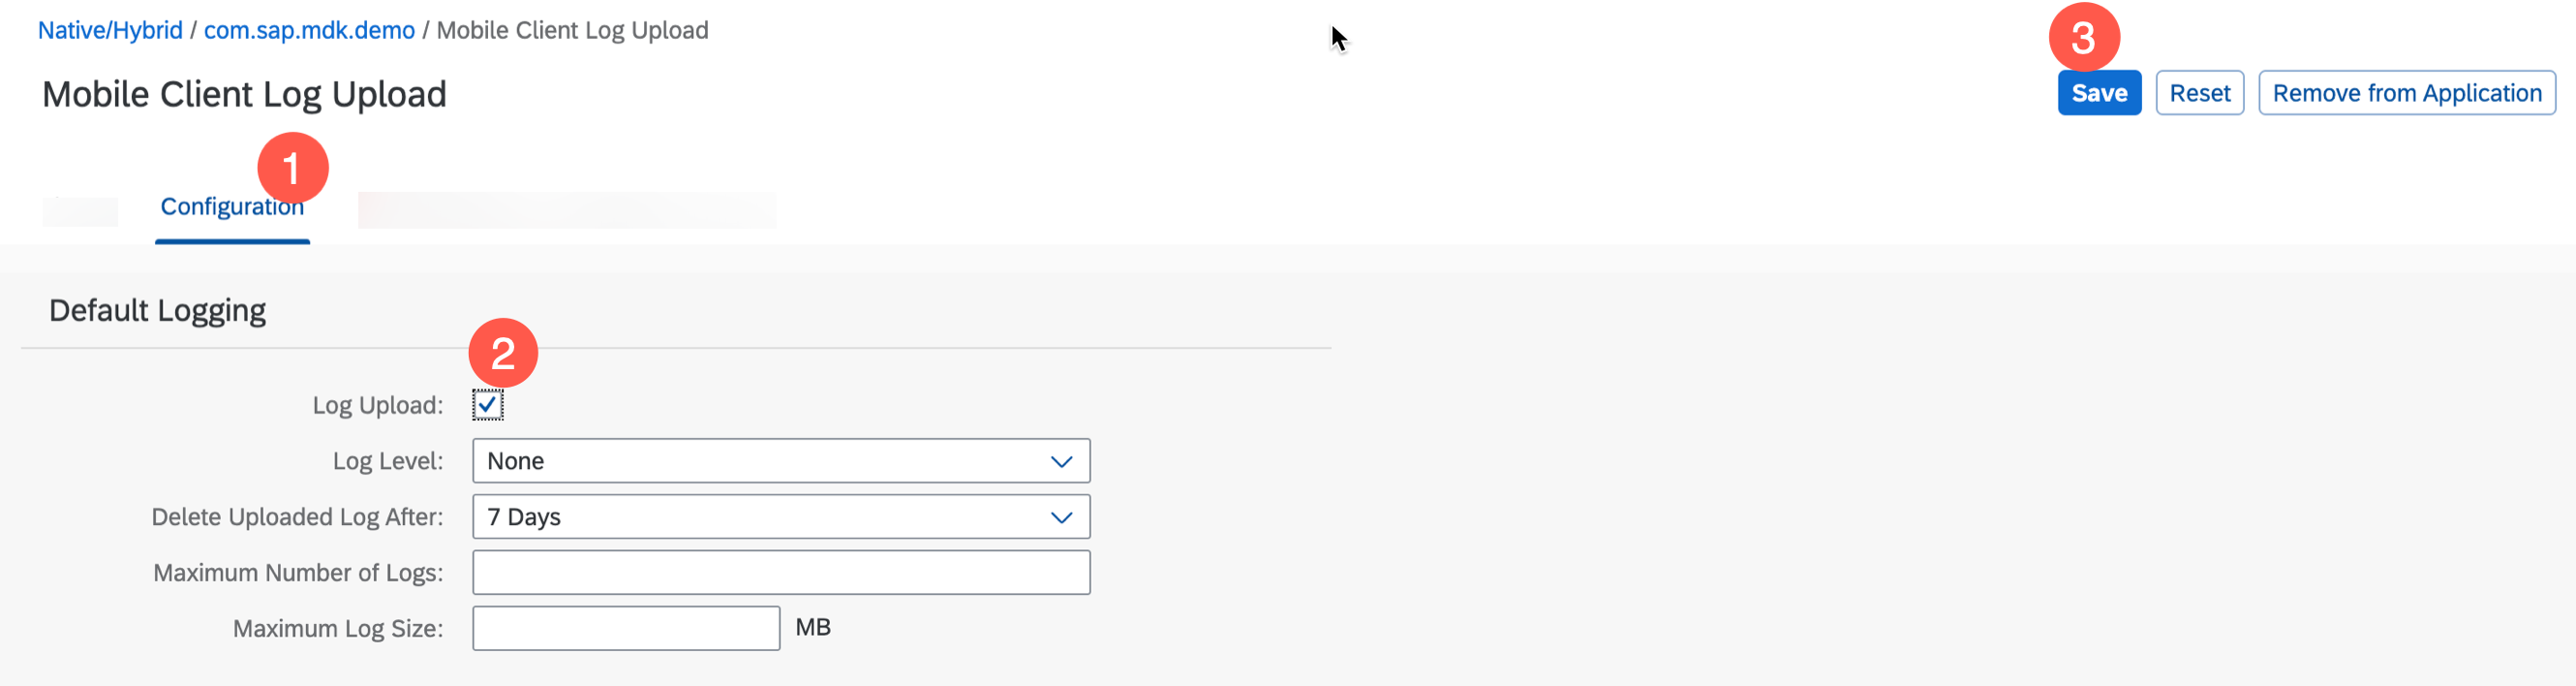 Native/Hybrid / com.sap.mdk.demo / Mobile Client Log Upload
3
Mobile Client Log Upload
Save Reset Remove from Application
1
Configuration
Default Logging
2
Log Upload:
Log Level: None
Delete Uploaded Log After: 7 Days
Maximum Number of Logs:
Maximum Log Size: MB